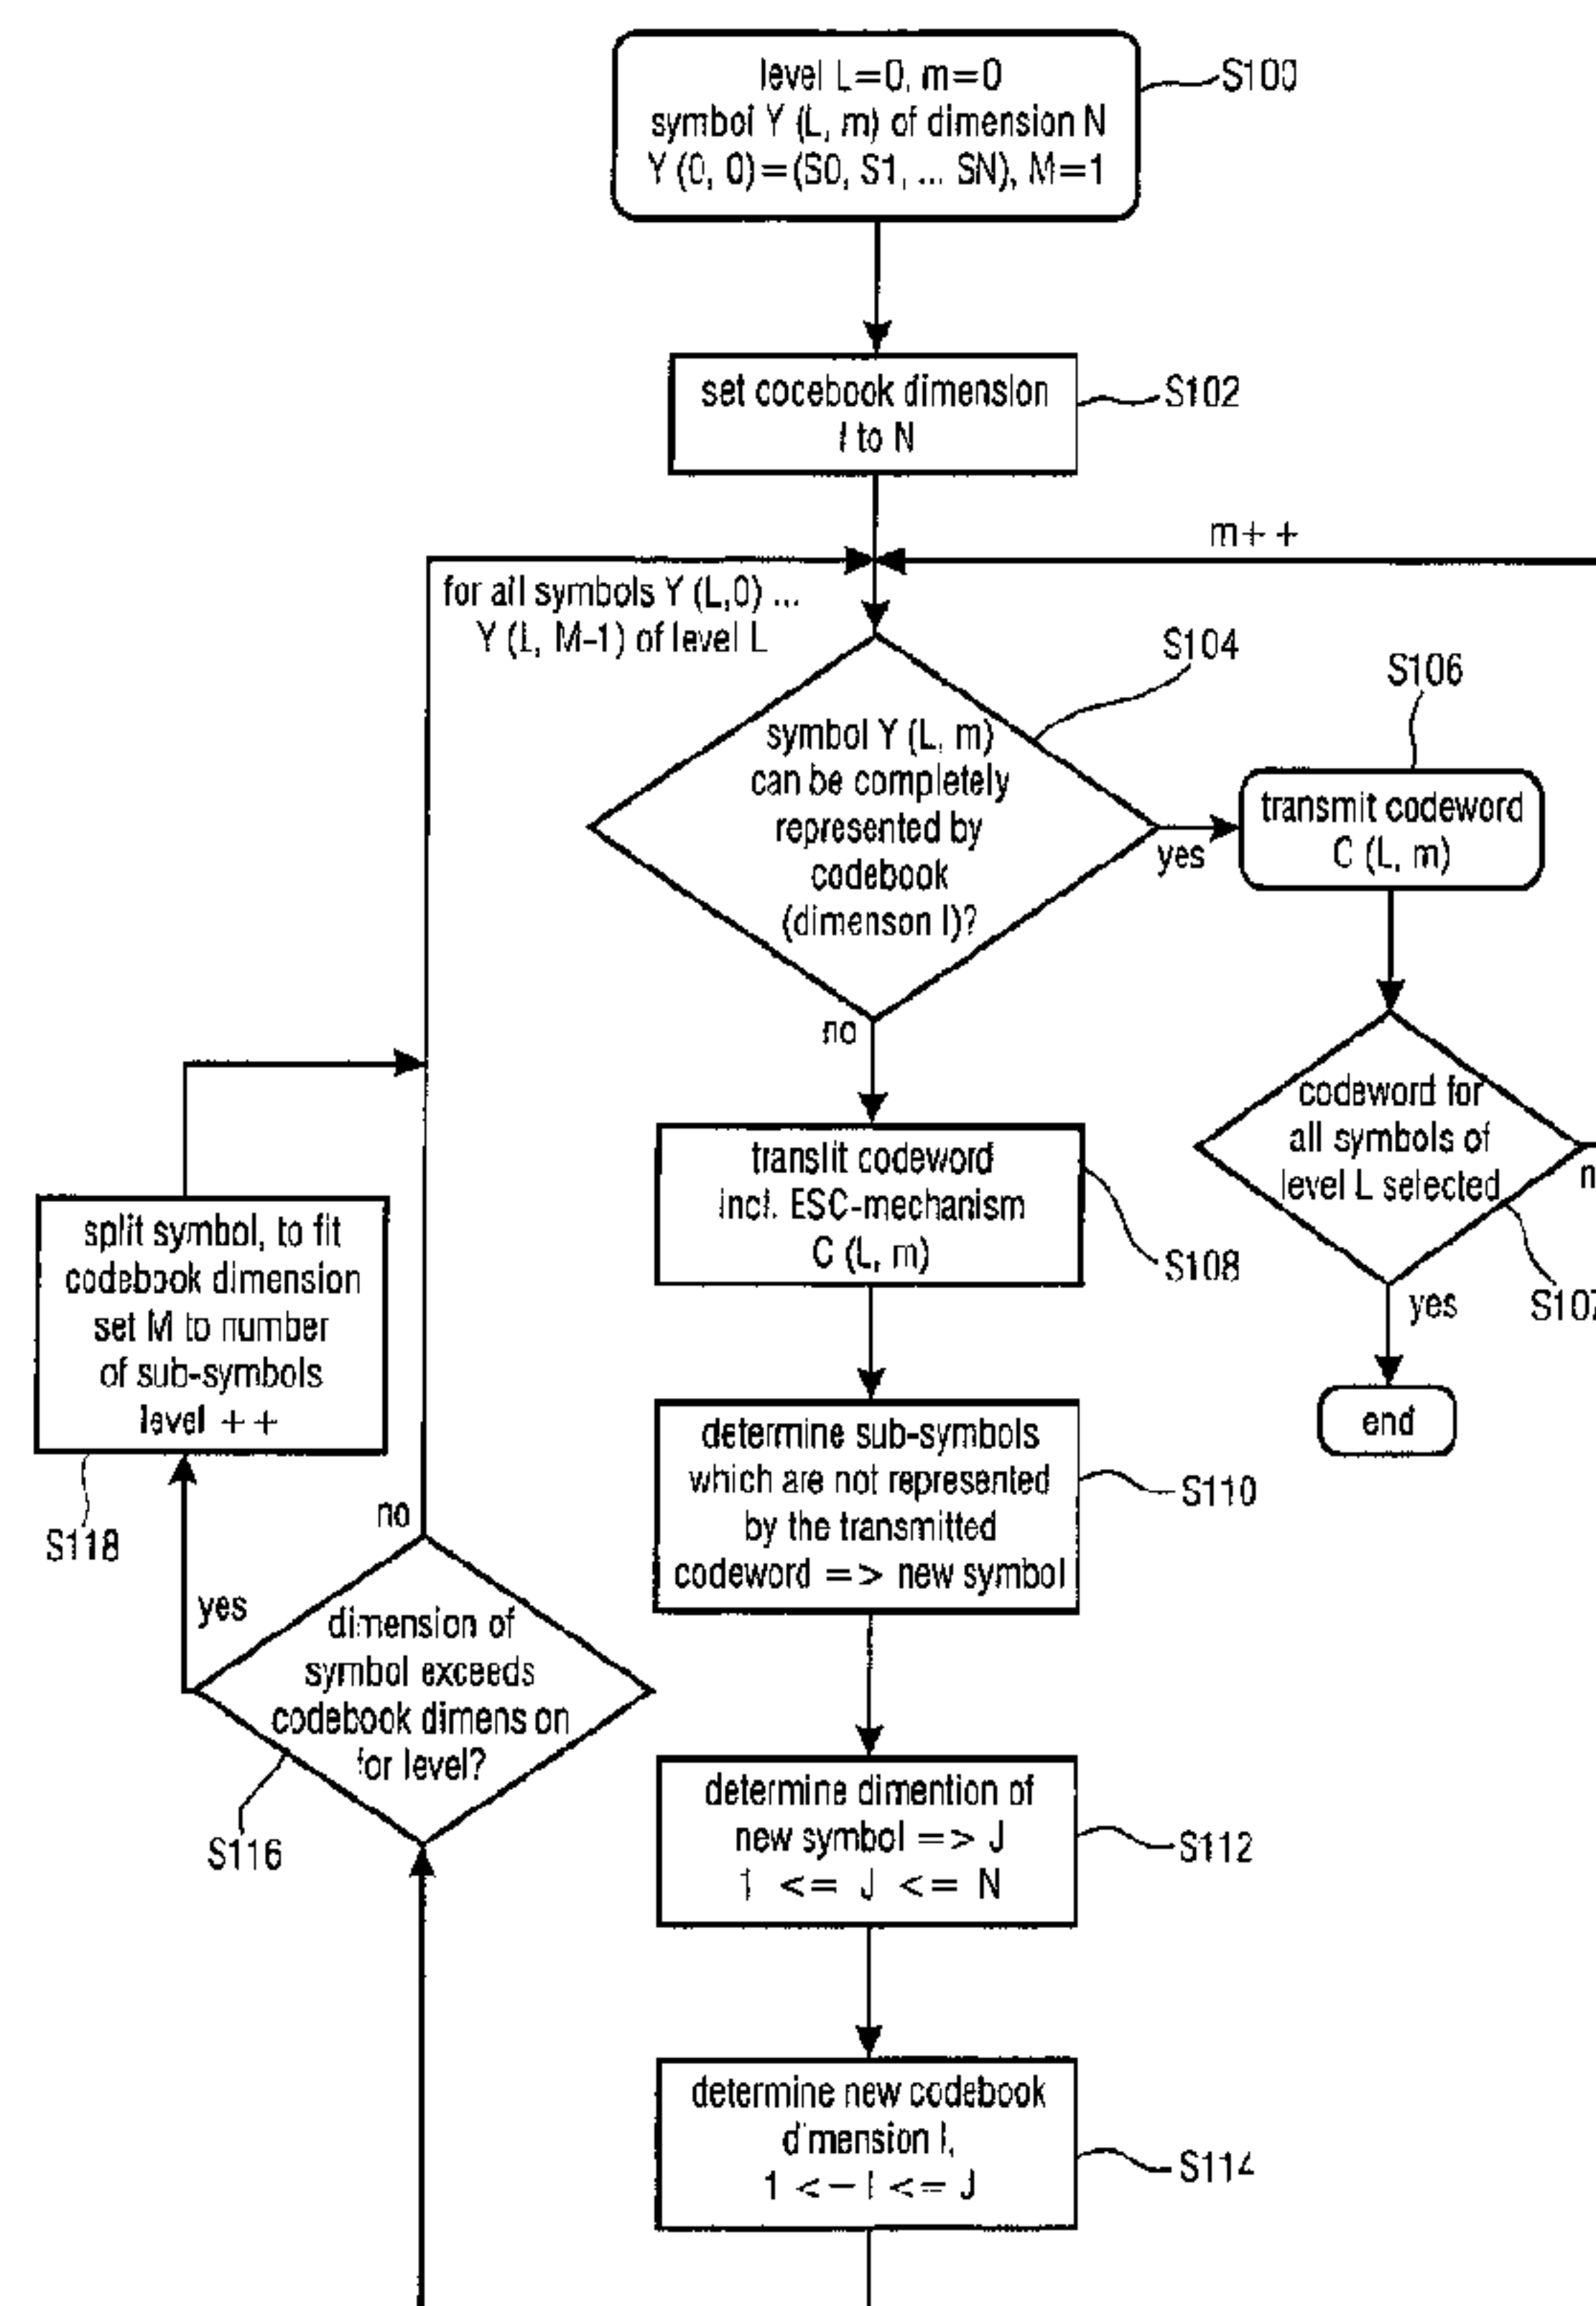 level L=0, m=0
symbol Y (L, m) of dimension N
Y (0, 0)=(S0, S1, ... SN), M=1
S100
set cocebook dimension
I to N
S102
m+ +
for all symbols Y (L,0) ...
Y (L, M-1) of level L
S104
symbol Y (L, m)
can be completely
represented by
codebook
(dimenson I)?
yes
no
S106
transmit codeword
C (L, m)
codeword for
all symbols of
level L selected
n
S107
yes
end
translit codeword
incl. ESC-mechanism
C (L, m)
S108
split symbol, to fit
codebook dimension
set M to number
of sub-symbols
level + +
S118
determine sub-symbols
which are not represented
by the transmitted
codeword = > new symbol
S110
no
yes
dimension of
symbol exceeds
codebook dimens on
for level?
S116
determine dimention of
new symbol = > J
1 <= J <= N
S112
determine new codebook
dimension I,
1 <= I <= J
S114